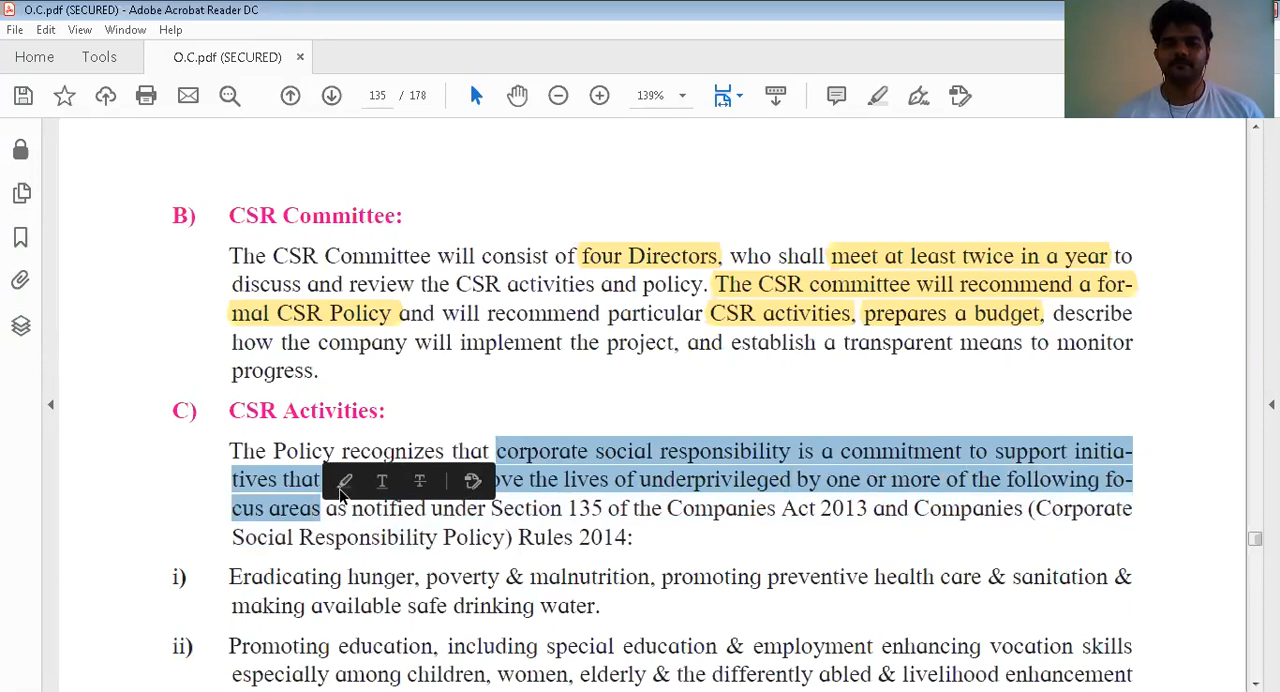 O.C.pdf (SECURED) - Adobe Acrobat Reader DC
File Edit View Window Help
Home Tools O.C.pdf (SECURED) ×
135 / 178 139%
B) CSR Committee:
The CSR Committee will consist of four Directors, who shall meet at least twice in a year to
discuss and review the CSR activities and policy. The CSR committee will recommend a for-
mal CSR Policy and will recommend particular CSR activities, prepares a budget, describe
how the company will implement the project, and establish a transparent means to monitor
progress.
C) CSR Activities:
The Policy recognizes that corporate social responsibility is a commitment to support initia-
tives that the lives of underprivileged by one or more of the following fo-
cus areas as notified under Section 135 of the Companies Act 2013 and Companies (Corporate
Social Responsibility Policy) Rules 2014:
i) Eradicating hunger, poverty & malnutrition, promoting preventive health care & sanitation &
making available safe drinking water.
ii) Promoting education, including special education & employment enhancing vocation skills
especially among children, women, elderly & the differently abled & livelihood enhancement